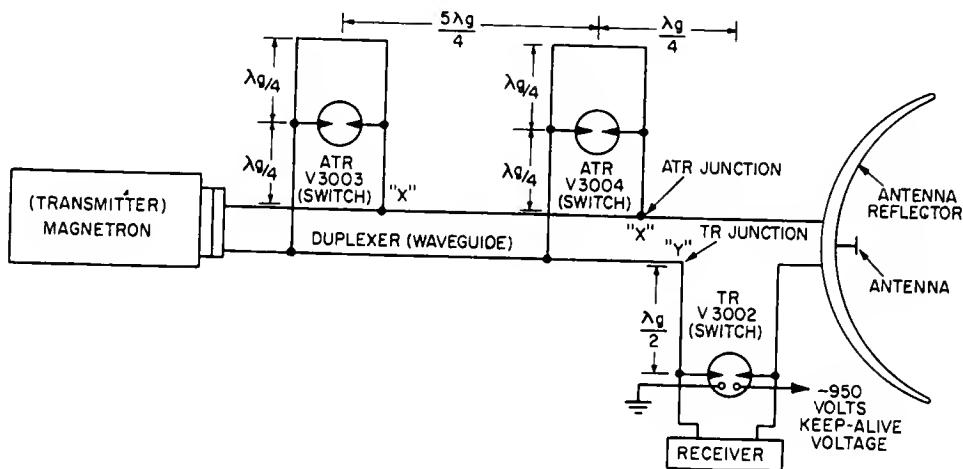 5λg
4
λg
4
λg/4
λg/4
λg/4
λg/4
ATR
V3003
(SWITCH)
"X"
ATR
V3004
(SWITCH)
ATR JUNCTION
"X"
(TRANSMITTER)
MAGNETRON
DUPLEXER (WAVEGUIDE)
TR JUNCTION
"Y"
ANTENNA
REFLECTOR
ANTENNA
λg
2
TR
V 3002
(SWITCH)
-950
VOLTS
KEEP-ALIVE
VOLTAGE
RECEIVER